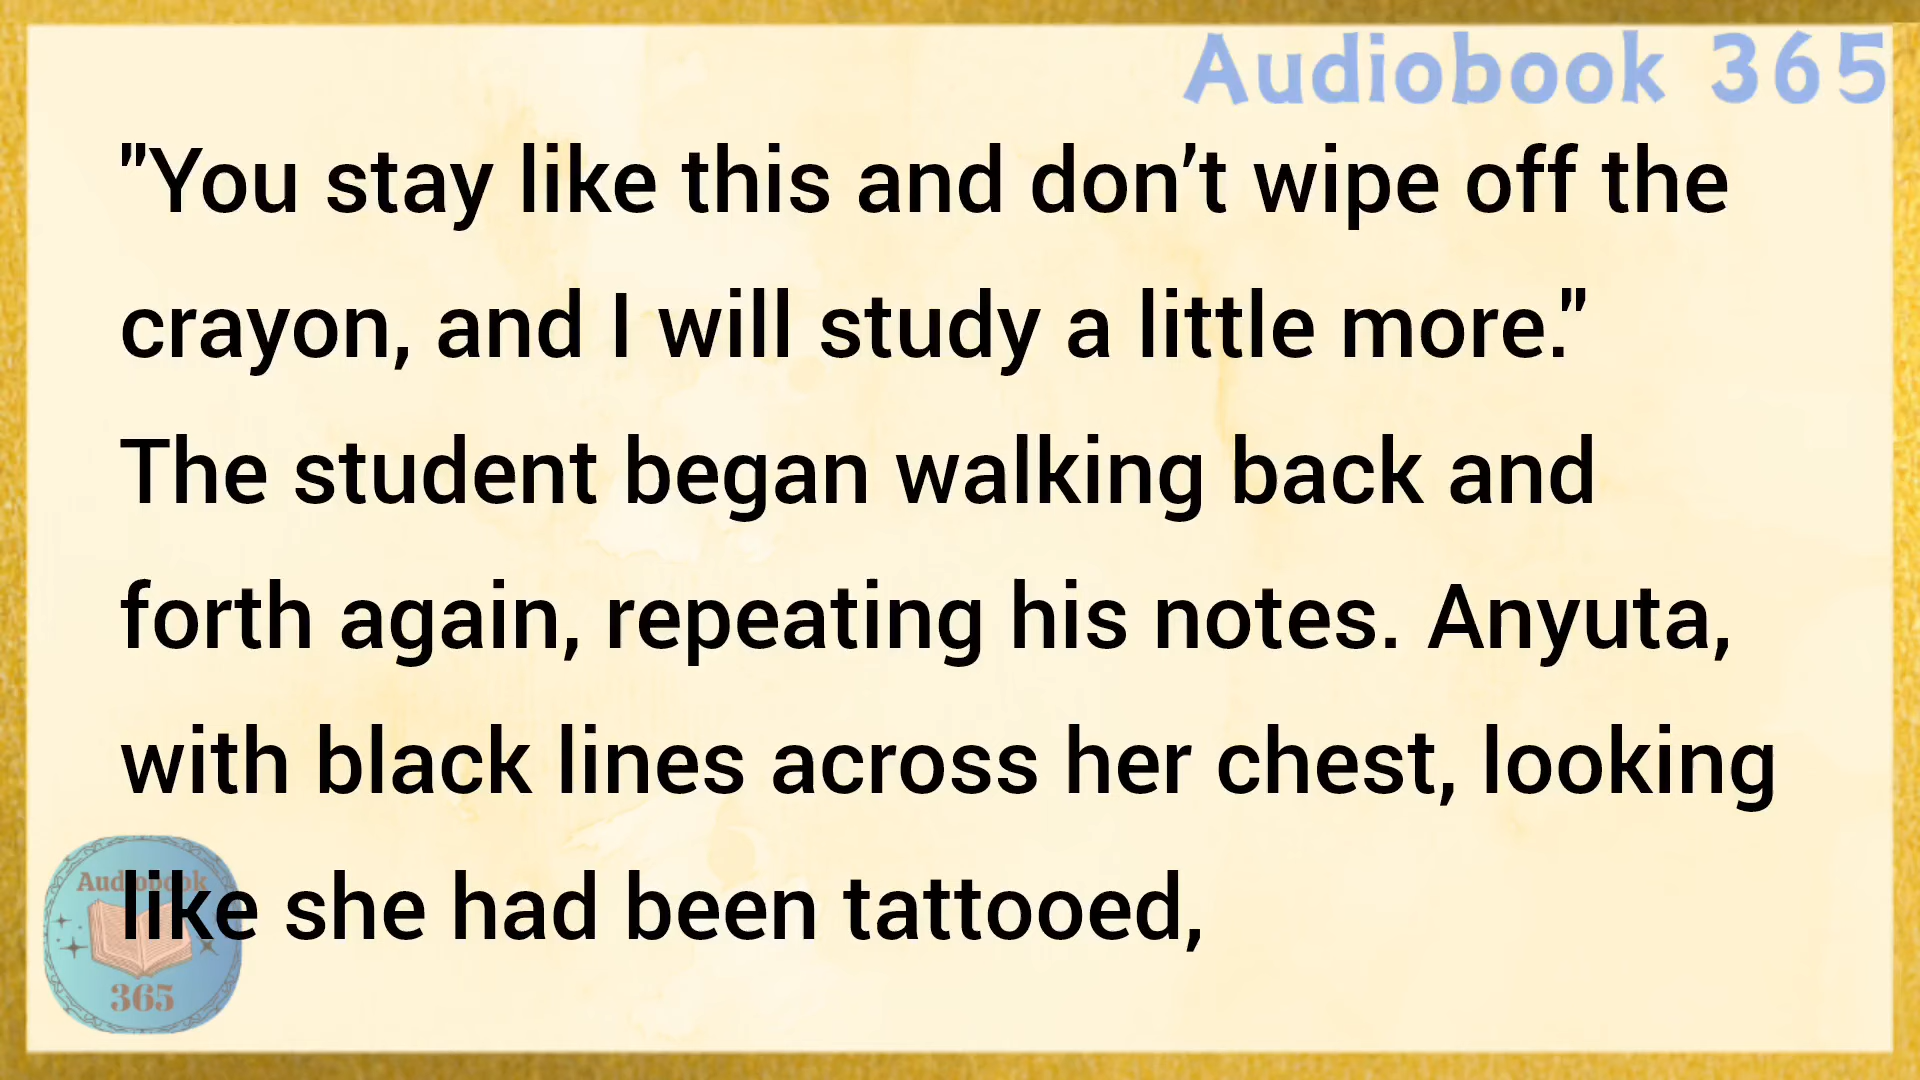 Audiobook 365
"You stay like this and don’t wipe off the
crayon, and I will study a little more."
The student began walking back and
forth again, repeating his notes. Anyuta,
with black lines across her chest, looking
like she had been tattooed,
Audiobook
365